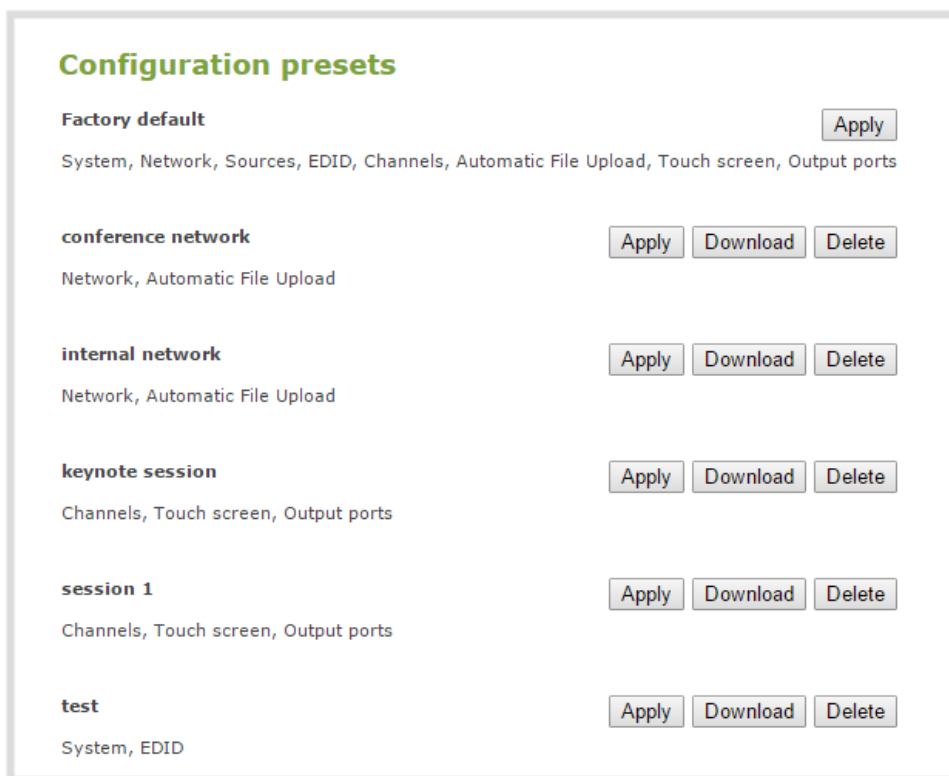 Configuration presets
Factory default Apply
System, Network, Sources, EDID, Channels, Automatic File Upload, Touch screen, Output ports
conference network Apply Download Delete
Network, Automatic File Upload
internal network Apply Download Delete
Network, Automatic File Upload
keynote session Apply Download Delete
Channels, Touch screen, Output ports
session 1 Apply Download Delete
Channels, Touch screen, Output ports
test Apply Download Delete
System, EDID